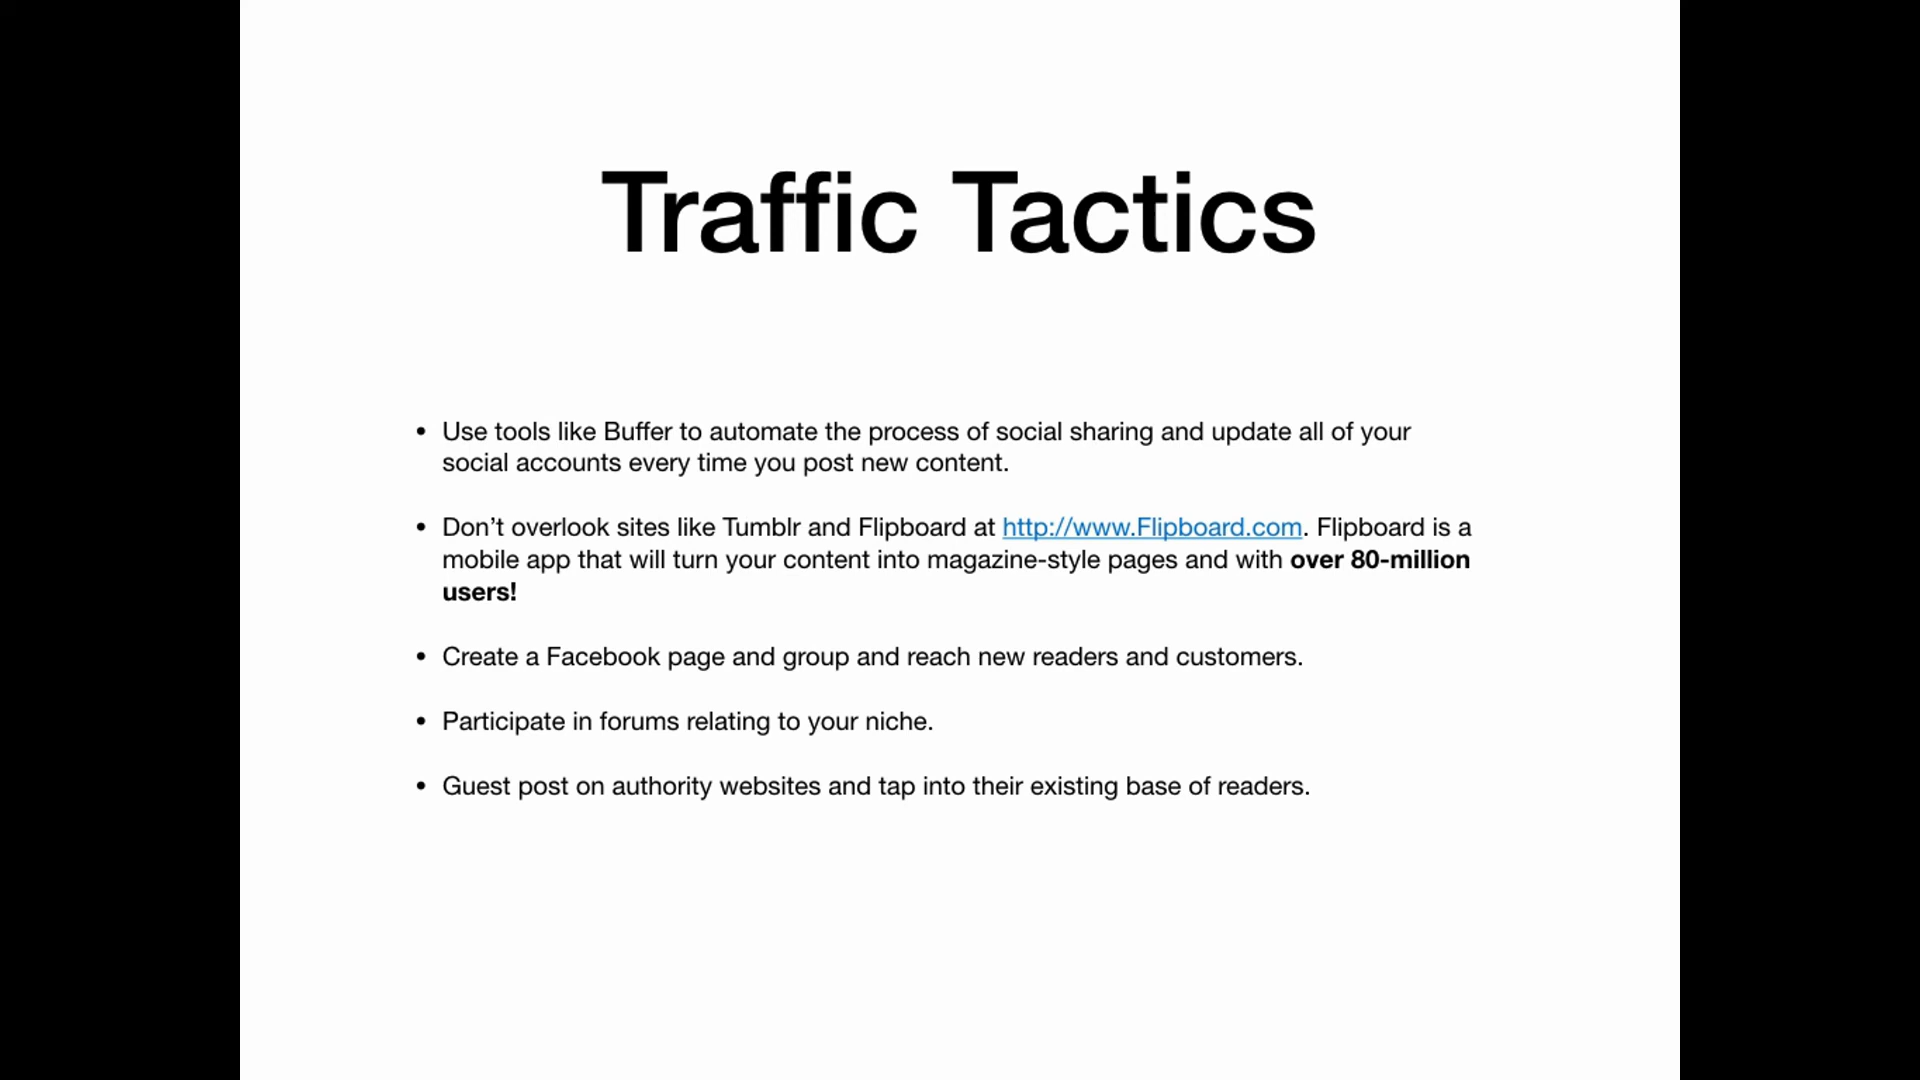 Traffic Tactics
• Use tools like Buffer to automate the process of social sharing and update all of your
social accounts every time you post new content.
• Don’t overlook sites like Tumblr and Flipboard at http://www.Flipboard.com. Flipboard is a
mobile app that will turn your content into magazine-style pages and with over 80-million
users!
• Create a Facebook page and group and reach new readers and customers.
• Participate in forums relating to your niche.
• Guest post on authority websites and tap into their existing base of readers.